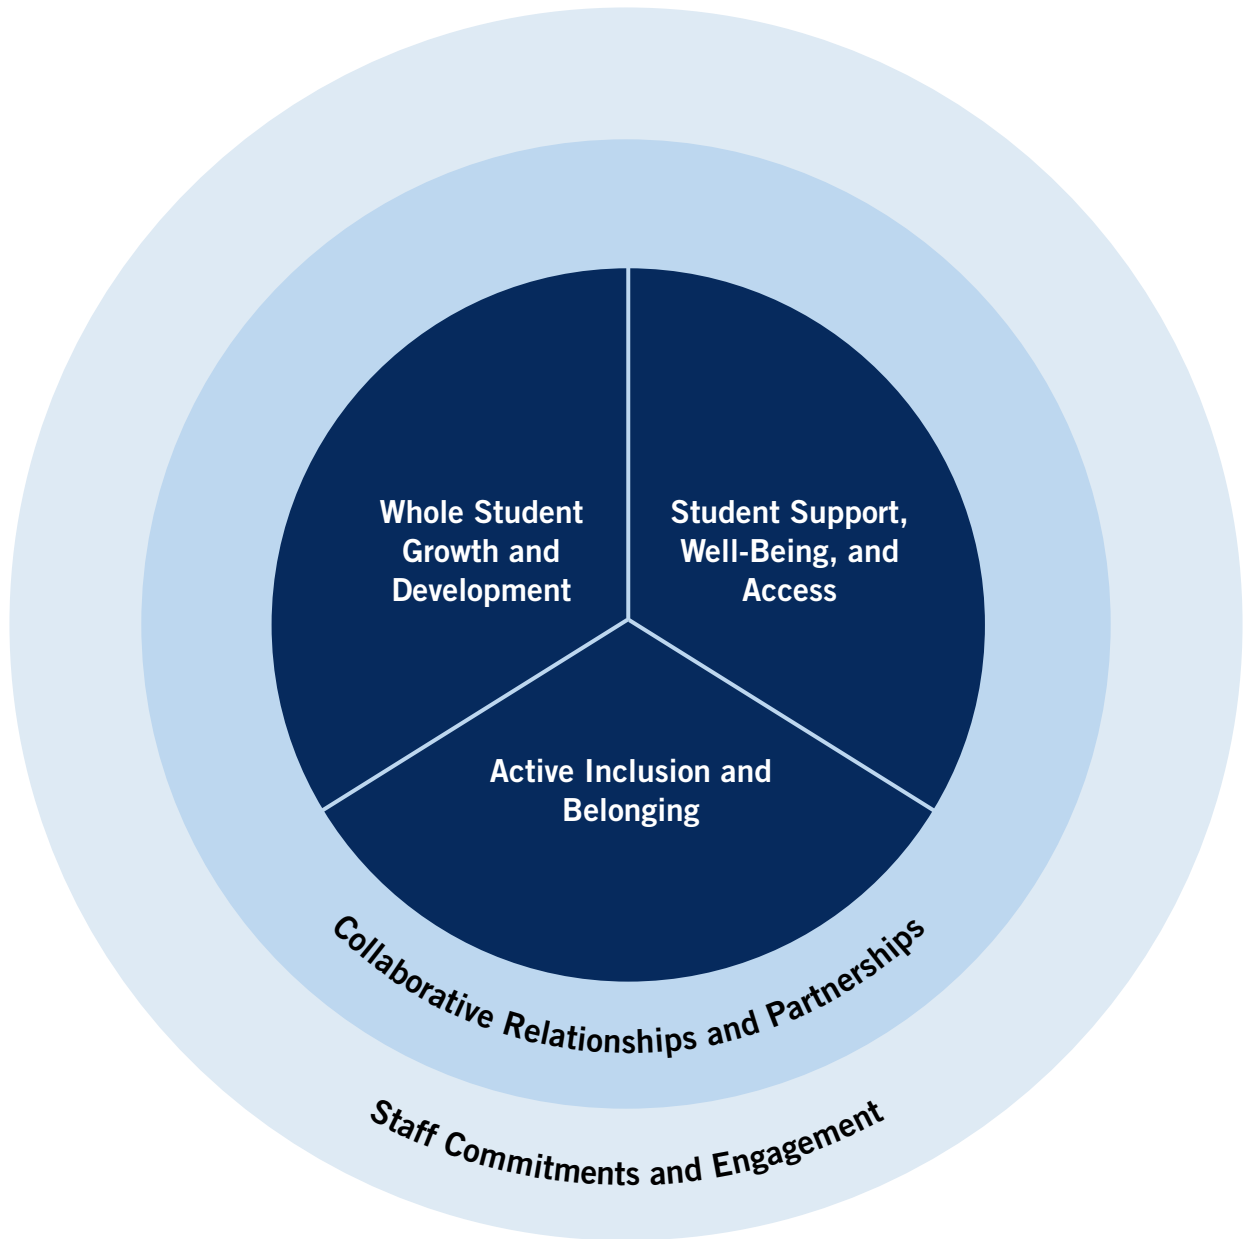 Whole Student
Growth and
Development
Student Support,
Well-Being, and
Access
Active Inclusion and
Belonging
Collaborative Relationships and Partnerships
Staff Commitments and Engagement